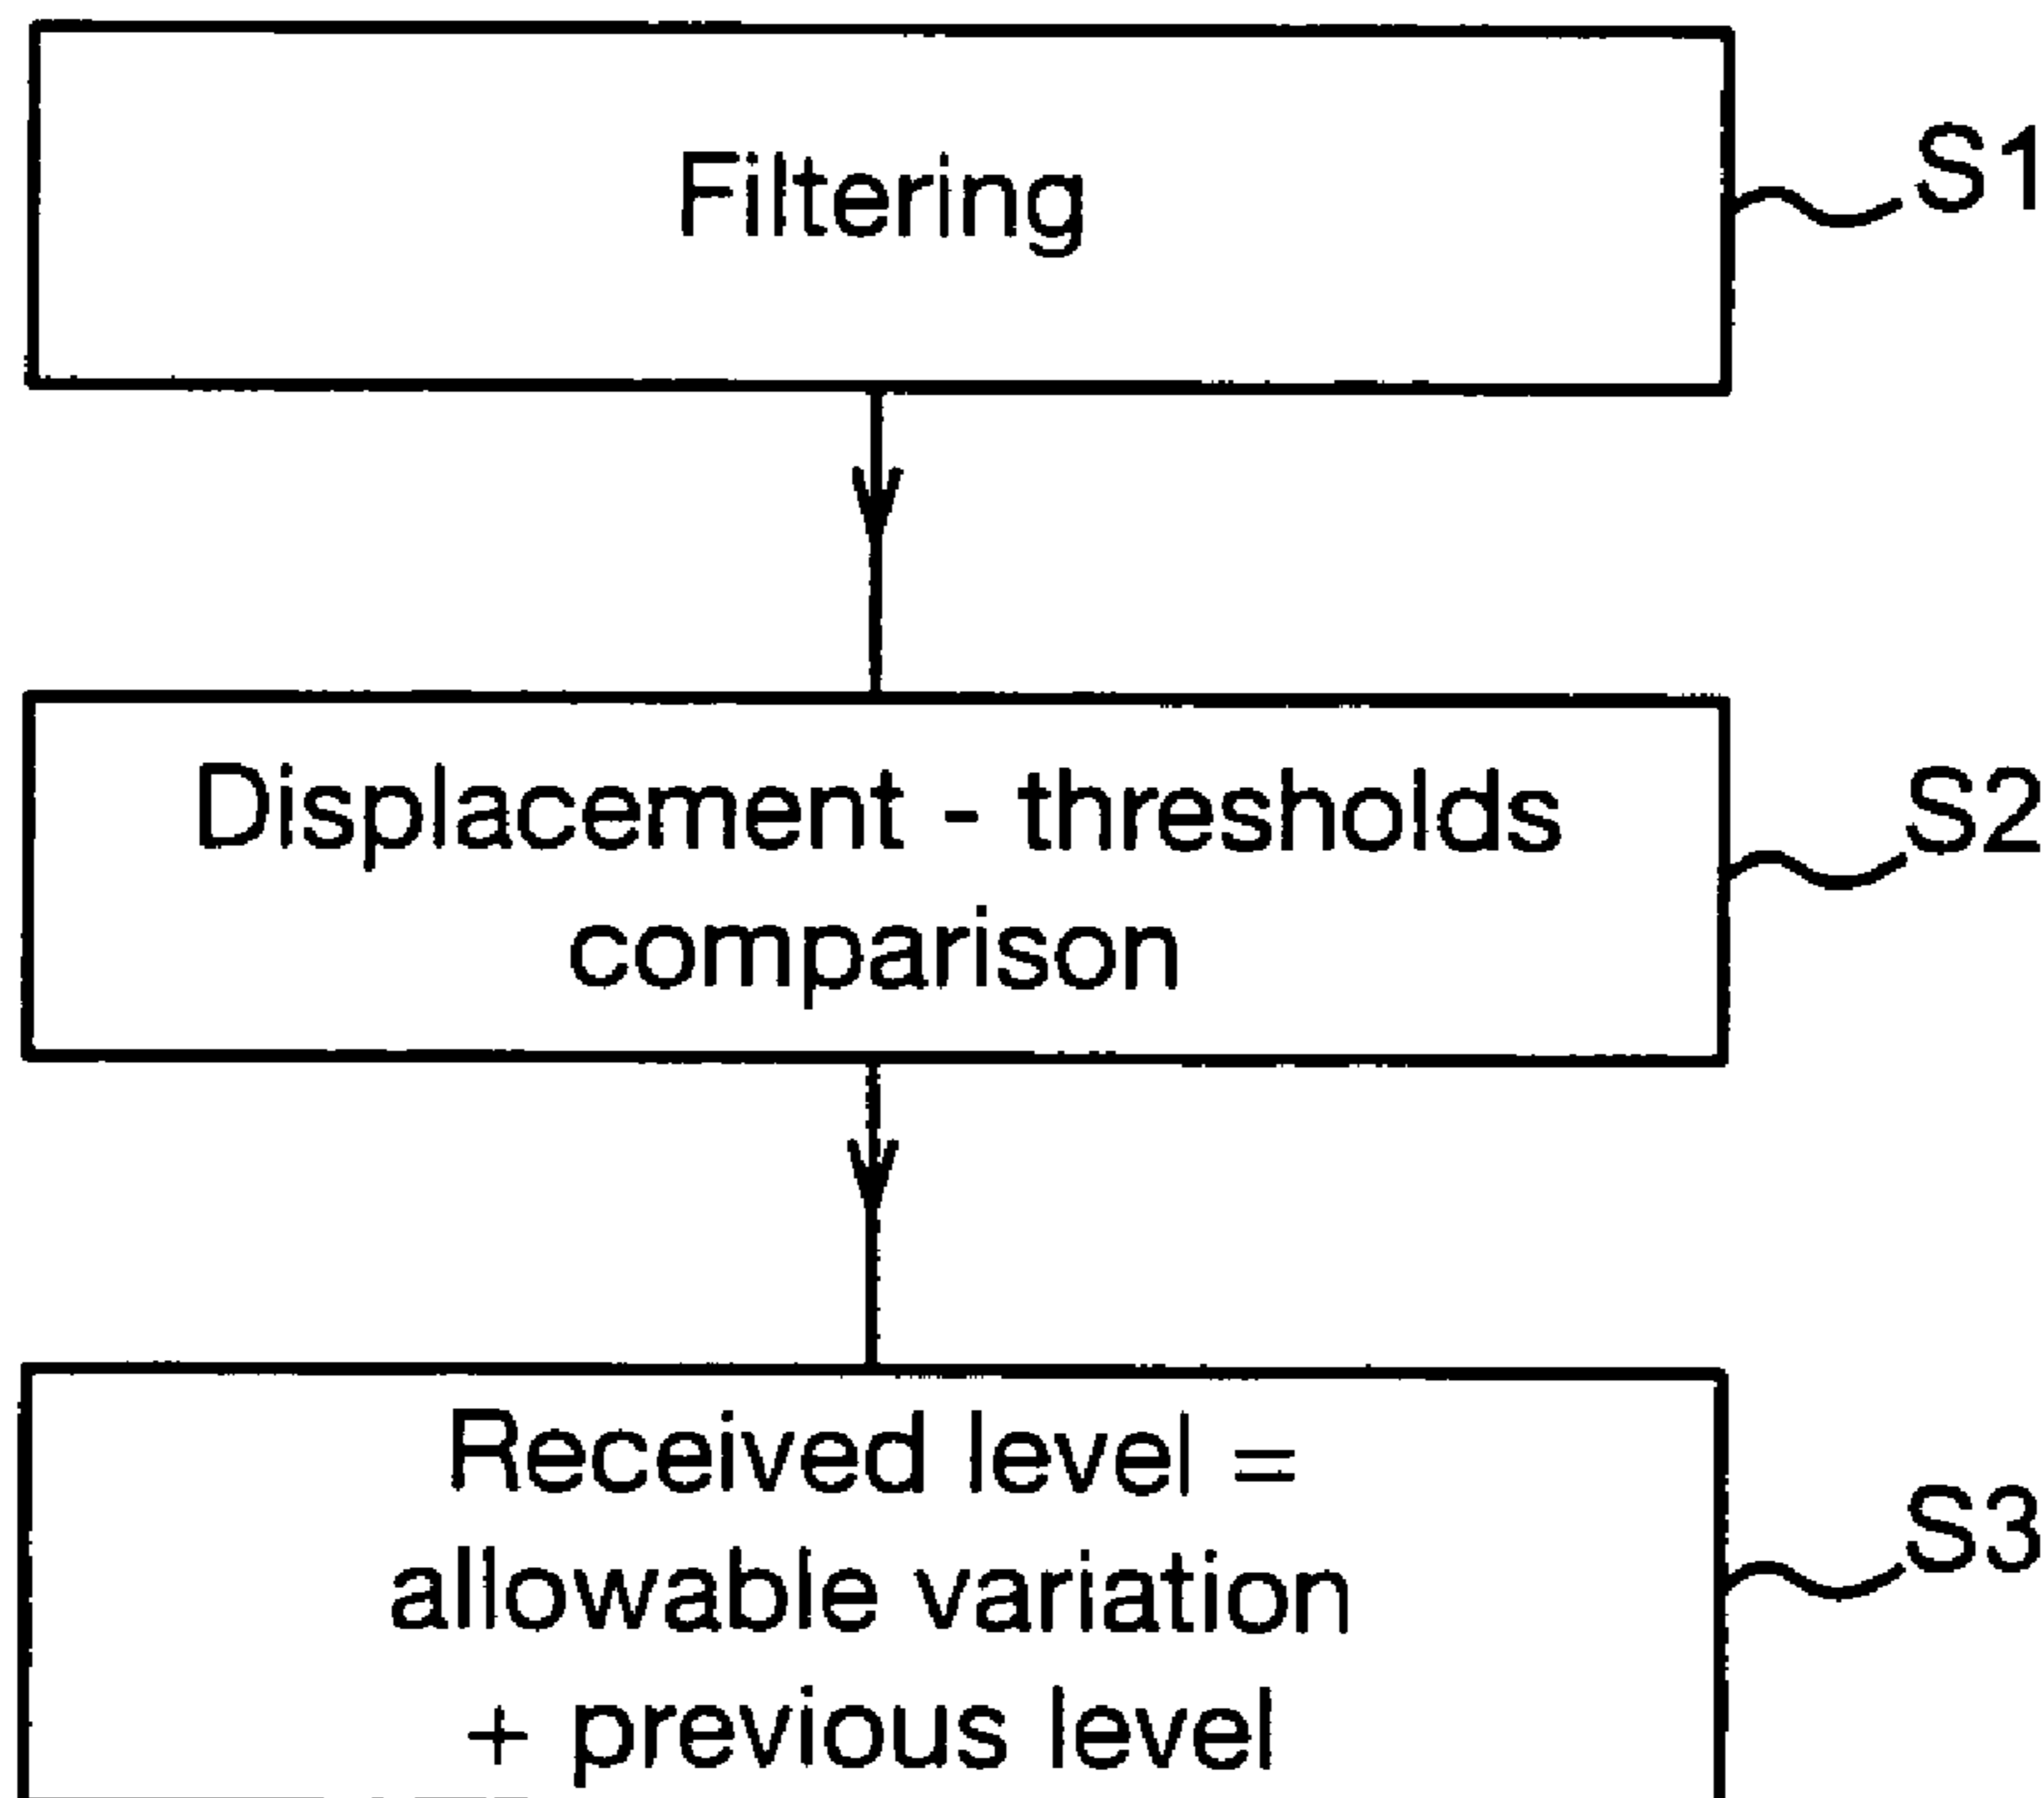 Filtering
S1
Displacement - thresholds
comparison
S2
Received level =
allowable variation
+ previous level
S3